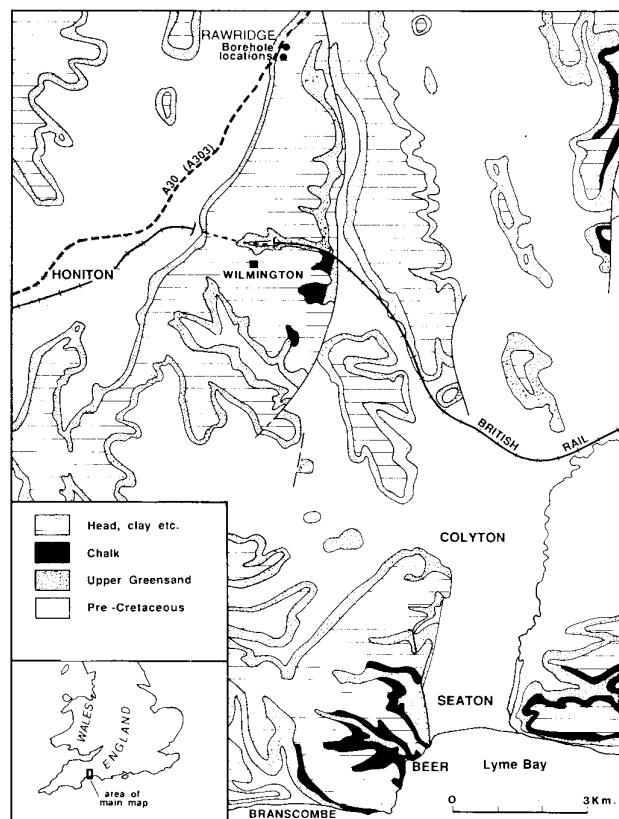 RAWRIDGE
Borehole
locations
A30 (A303)
HONITON
WILMINGTON
BRITISH
RAIL
Head, clay etc.
Chalk
Upper Greensand
Pre-Cretaceous
COLYTON
WALES
ENGLAND
area of
main map
SEATON
BEER
Lyme Bay
BRANSCOMBE
0 3Km.